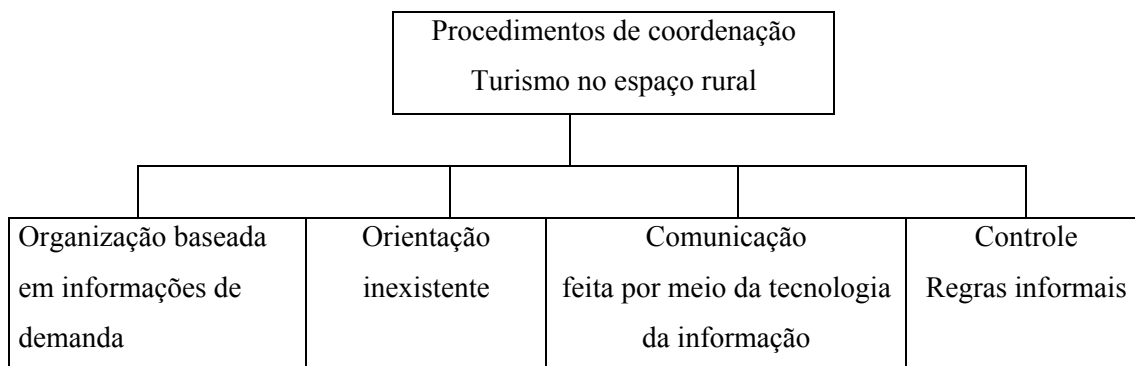 Procedimentos de coordenação
Turismo no espaço rural
Organização baseada
em informações de
demanda
Orientação
inexistente
Comunicação
feita por meio da tecnologia
da informação
Controle
Regras informais